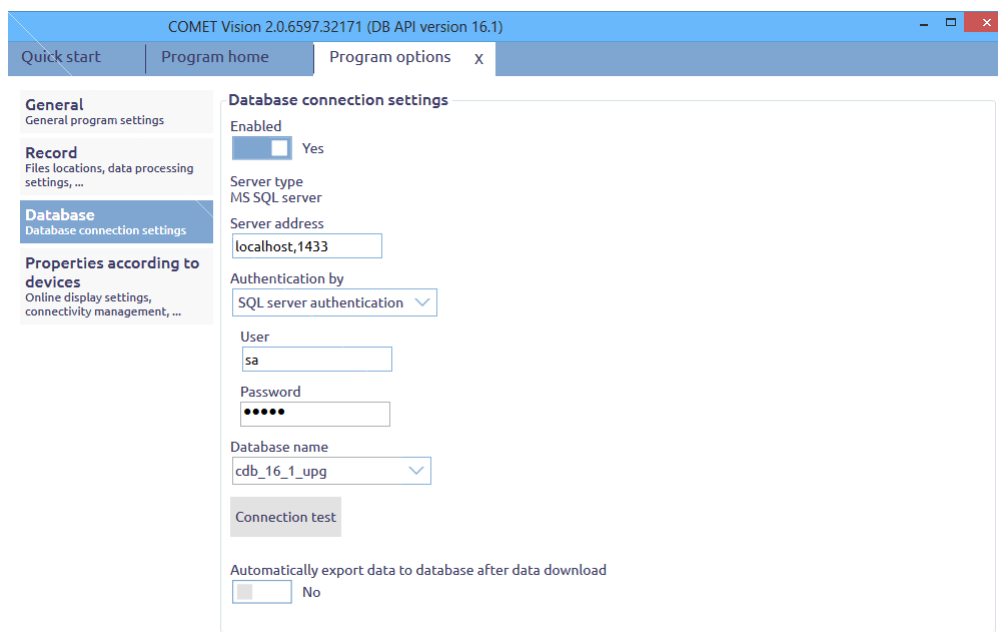 COMET Vision 2.0.6597.32171 (DB API version 16.1)
Quick start
Program home
Program options x
General
General program settings
Record
Files locations, data processing
settings, ...
Database
Database connection settings
Properties according to
devices
Online display settings,
connectivity management, ...
Database connection settings
Enabled
Yes
Server type
MS SQL server
Server address
localhost,1433
Authentication by
SQL server authentication
User
sa
Password
•••••
Database name
cdb_16_1_upg
Connection test
Automatically export data to database after data download
No